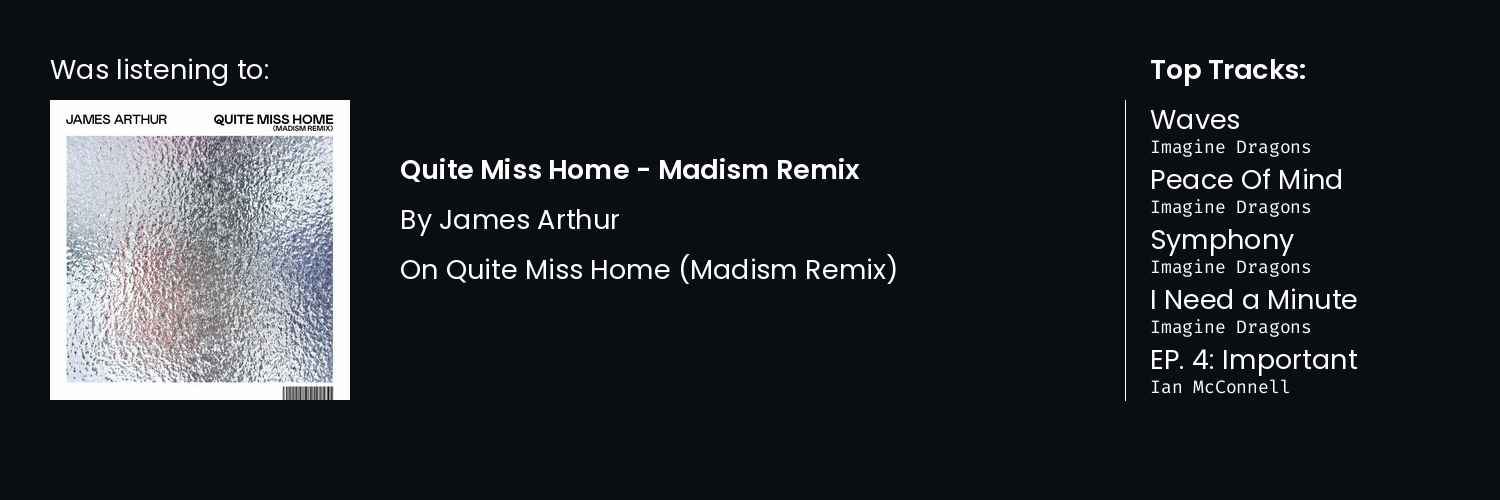 Was listening to:
JAMES ARTHUR
QUITE MISS HOME
(MADISM REMIX)
Quite Miss Home - Madism Remix
By James Arthur
On Quite Miss Home (Madism Remix)
Top Tracks:
Waves
Imagine Dragons
Peace Of Mind
Imagine Dragons
Symphony
Imagine Dragons
I Need a Minute
Imagine Dragons
EP. 4: Important
Ian McConnell